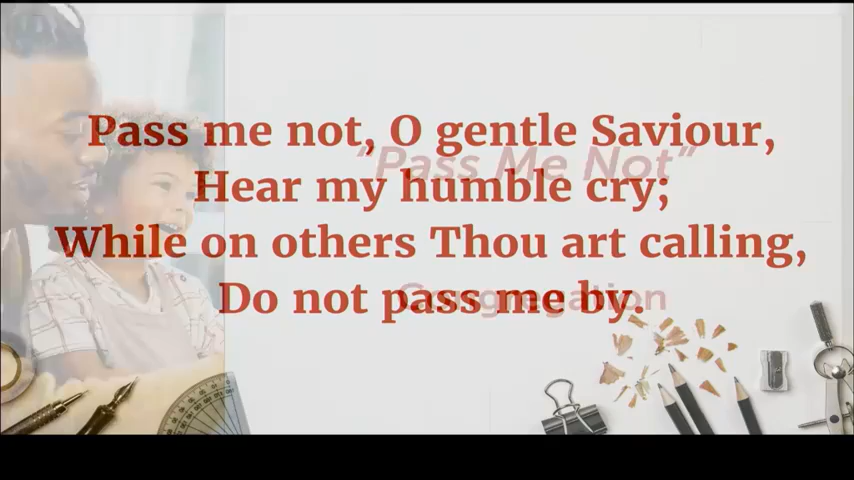 Pass me not, O gentle Saviour,
"Pass Me Not"
Hear my humble cry;
While on others Thou art calling,
Do not pass me by.
Congregation